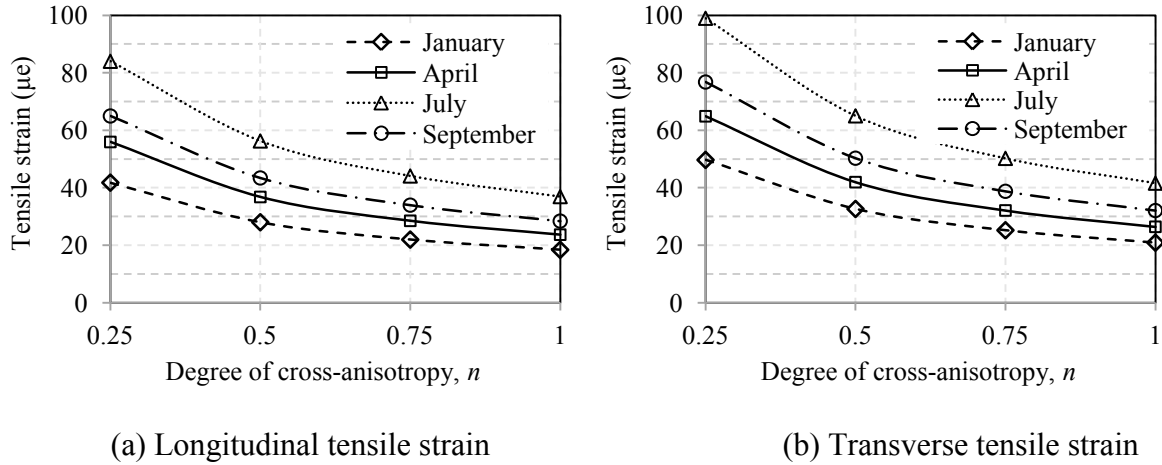 100
80
60
40
20
0
Tensile strain (μe)
January
April
July
September
0.25 0.5 0.75 1
Degree of cross-anisotropy, n
(a) Longitudinal tensile strain
100
80
60
40
20
0
Tensile strain (μe)
January
April
July
September
0.25 0.5 0.75 1
Degree of cross-anisotropy, n
(b) Transverse tensile strain